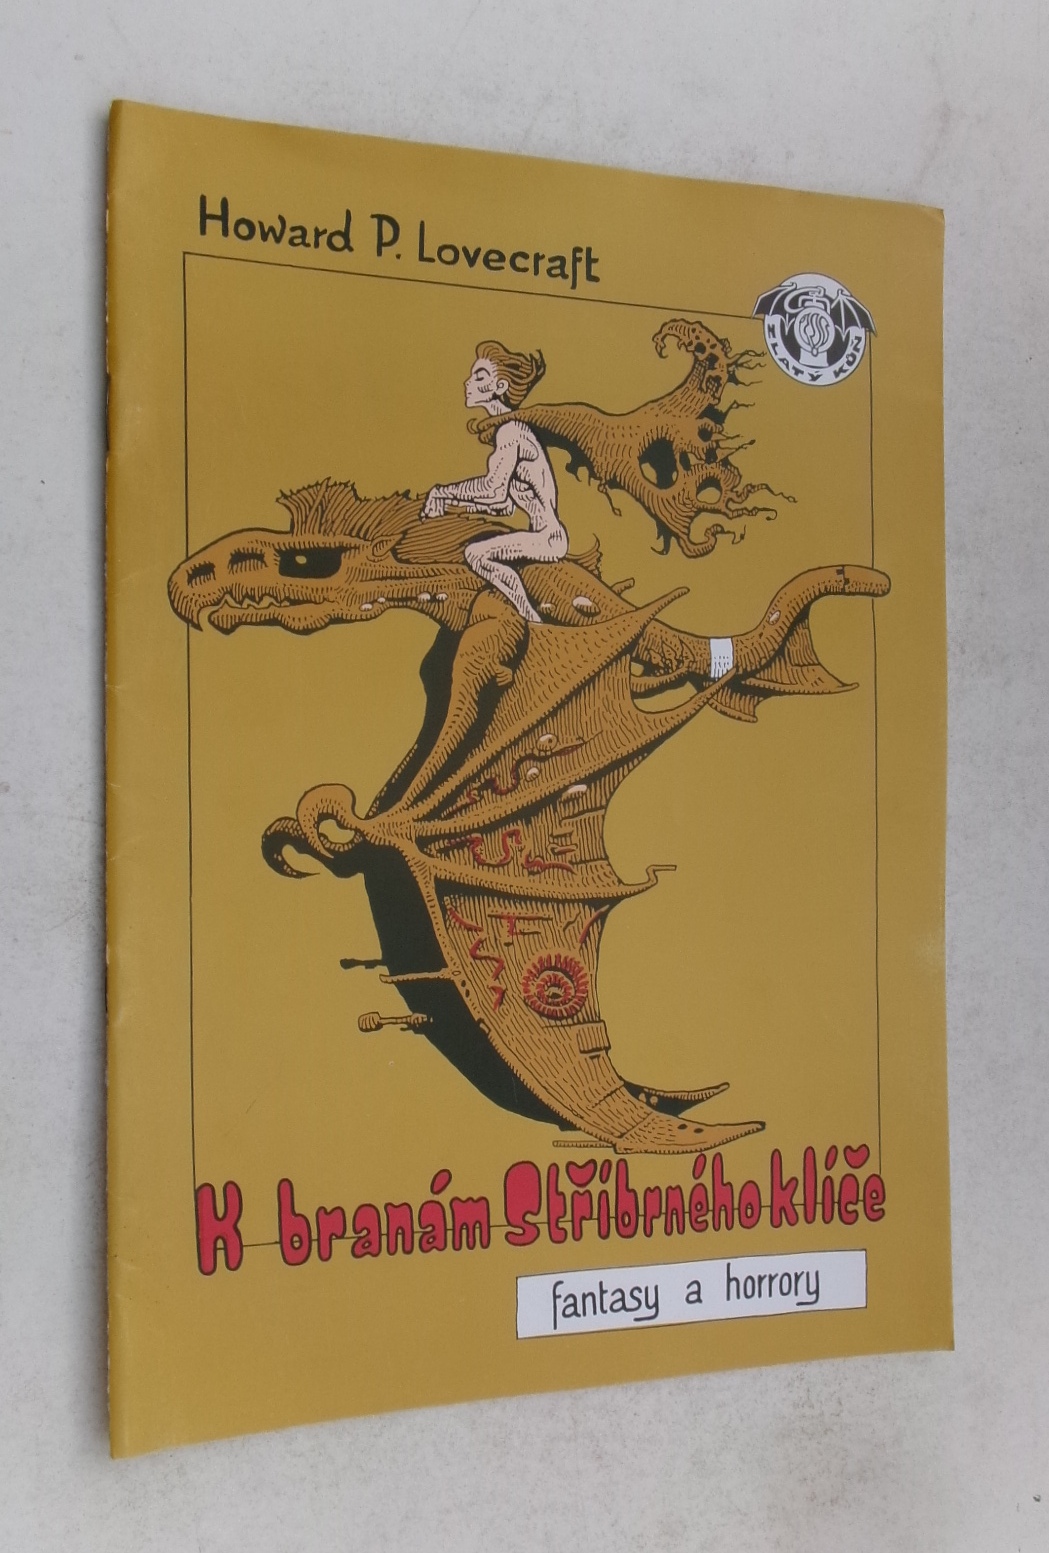 Howard P. Lovecraft
ZLATÝ KŮŇ
K branám Stříbrného klíče
fantasy a horrory